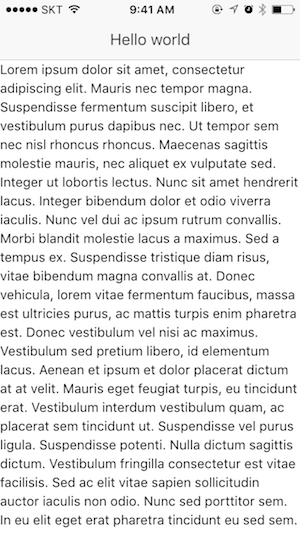 SKT 9:41 AM
Hello world
Lorem ipsum dolor sit amet, consectetur
adipiscing elit. Mauris nec tempor magna.
Suspendisse fermentum suscipit libero, et
vestibulum purus dapibus nec. Ut tempor sem
nec nisl rhoncus rhoncus. Maecenas sagittis
molestie mauris, nec aliquet ex vulputate sed.
Integer ut lobortis lectus. Nunc sit amet hendrerit
lacus. Integer bibendum dolor et odio viverra
iaculis. Nunc vel dui ac ipsum rutrum convallis.
Morbi blandit molestie lacus a maximus. Sed a
tempus ex. Suspendisse tristique diam risus,
vitae bibendum magna convallis at. Donec
vehicula, lorem vitae fermentum faucibus, massa
est ultricies purus, ac mattis turpis enim pharetra
est. Donec vestibulum vel nisi ac maximus.
Vestibulum sed pretium libero, id elementum
lacus. Aenean et ipsum et dolor placerat dictum
at at velit. Mauris eget feugiat turpis, eu tincidunt
erat. Vestibulum interdum vestibulum quam, ac
placerat sem tincidunt ut. Suspendisse vel purus
ligula. Suspendisse potenti. Nulla dictum sagittis
dictum. Vestibulum fringilla consectetur est vitae
facilisis. Sed ac elit vitae sapien sollicitudin
auctor iaculis non odio. Nunc sed porttitor sem.
In eu elit eget erat pharetra tincidunt eu sed sem.